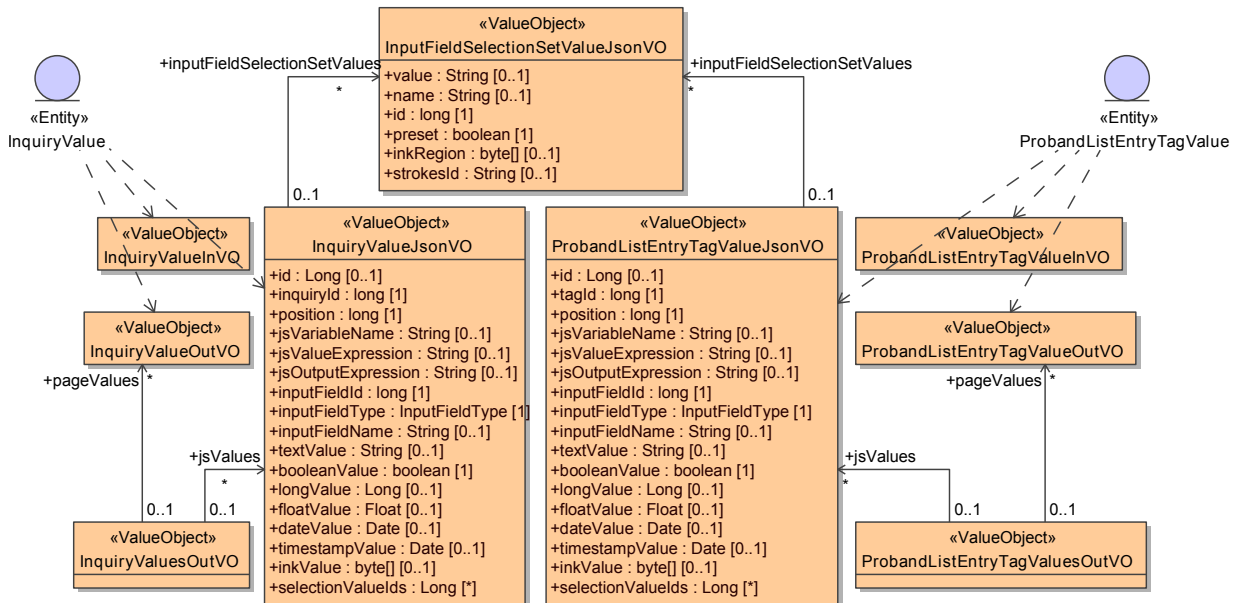 «ValueObject»
InputFieldSelectionSetValueJsonVO
+value : String [0..1]
+name : String [0..1]
+id : long [1]
+preset : boolean [1]
+inkRegion : byte[] [0..1]
+strokesId : String [0..1]
+inputFieldSelectionSetValues
*
0..1
+inputFieldSelectionSetValues
*
0..1
«Entity»
InquiryValue
«Entity»
ProbandListEntryTagValue
«ValueObject»
InquiryValueInVO
«ValueObject»
InquiryValueOutVO
+pageValues
*
0..1
+jsValues
*
0..1
«ValueObject»
InquiryValuesOutVO
«ValueObject»
InquiryValueJsonVO
+id : Long [0..1]
+inquiryId : long [1]
+position : long [1]
+jsVariableName : String [0..1]
+jsValueExpression : String [0..1]
+jsOutputExpression : String [0..1]
+inputFieldId : long [1]
+inputFieldType : InputFieldType [1]
+inputFieldName : String [0..1]
+textValue : String [0..1]
+booleanValue : boolean [1]
+longValue : Long [0..1]
+floatValue : Float [0..1]
+dateValue : Date [0..1]
+timestampValue : Date [0..1]
+inkValue : byte[] [0..1]
+selectionValueIds : Long [*]
«ValueObject»
ProbandListEntryTagValueJsonVO
+id : Long [0..1]
+tagId : long [1]
+position : long [1]
+jsVariableName : String [0..1]
+jsValueExpression : String [0..1]
+jsOutputExpression : String [0..1]
+inputFieldId : long [1]
+inputFieldType : InputFieldType [1]
+inputFieldName : String [0..1]
+textValue : String [0..1]
+booleanValue : boolean [1]
+longValue : Long [0..1]
+floatValue : Float [0..1]
+dateValue : Date [0..1]
+timestampValue : Date [0..1]
+inkValue : byte[] [0..1]
+selectionValueIds : Long [*]
«ValueObject»
ProbandListEntryTagValueInVO
«ValueObject»
ProbandListEntryTagValueOutVO
+pageValues
*
0..1
+jsValues
*
0..1
«ValueObject»
ProbandListEntryTagValuesOutVO